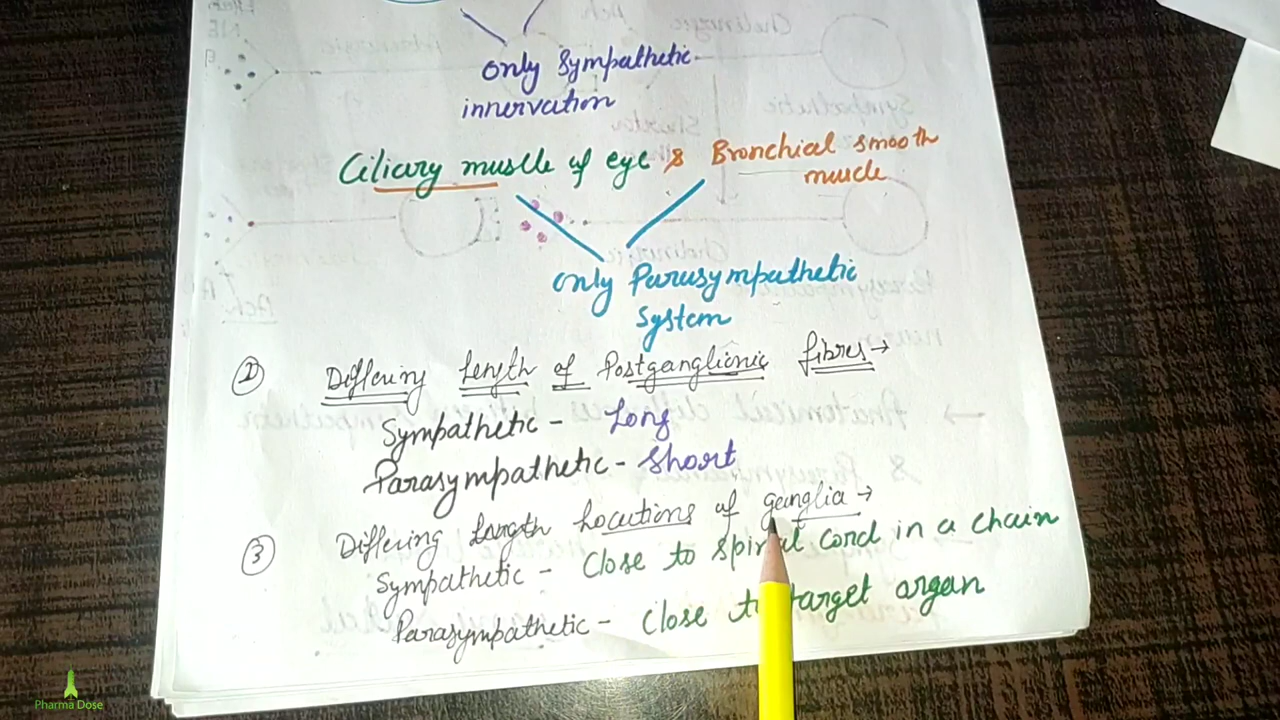 only Sympathetic
innervation
Ciliary muscle of eye & Bronchial smooth
muscle
only Parasympathetic
System
② Differing length of Postganglionic fibres →
Sympathetic - Long
Parasympathetic - Short
③ Differing length Locations of ganglia →
Sympathetic - Close to spinal cord in a chain
Parasympathetic - Close to target organ
Pharma Dose